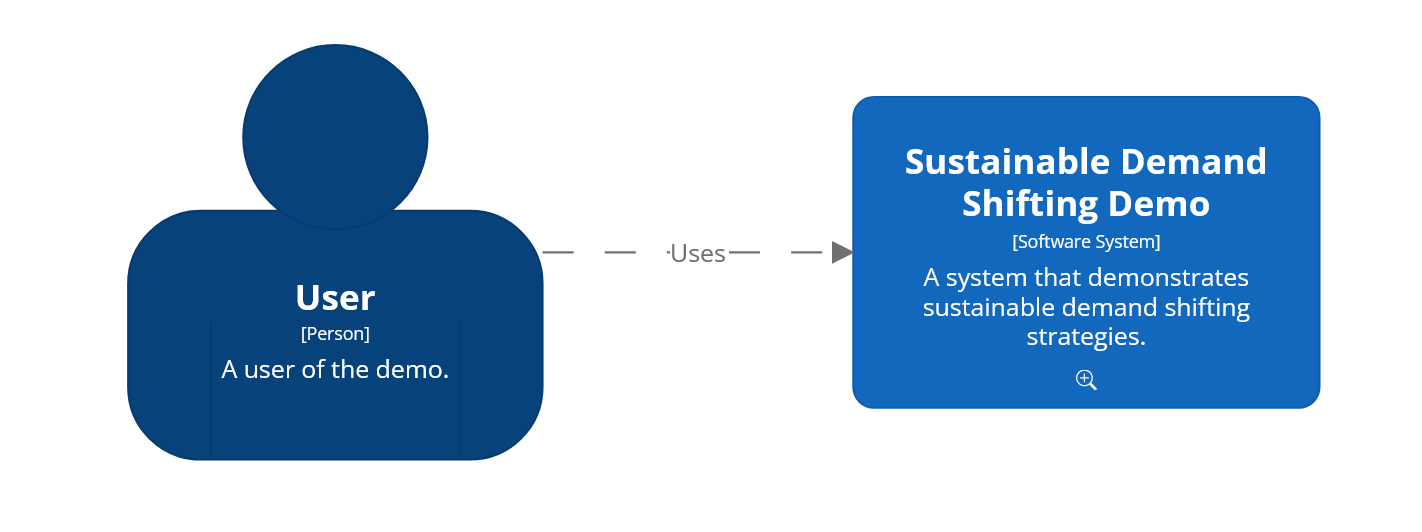 User
[Person]
A user of the demo.
Uses
Sustainable Demand
Shifting Demo
[Software System]
A system that demonstrates
sustainable demand shifting
strategies.